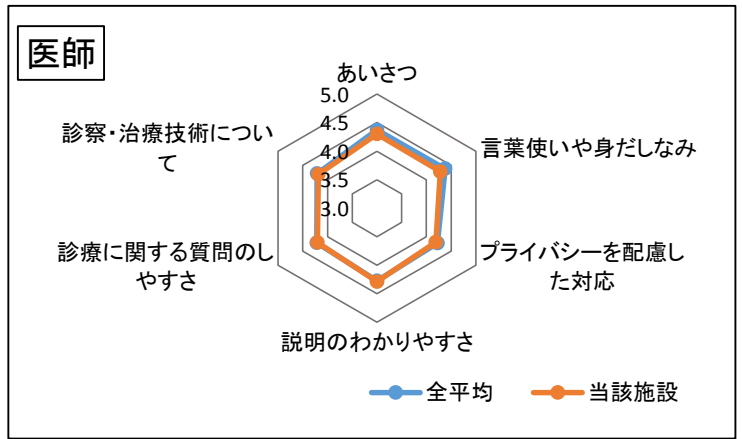 医師
あいさつ
5.0
4.5
4.0
3.5
3.0
言葉使いや身だしなみ
プライバシーを配慮し
た対応
説明のわかりやすさ
診療に関する質問のし
やすさ
診察・治療技術につい
て
全平均
当該施設